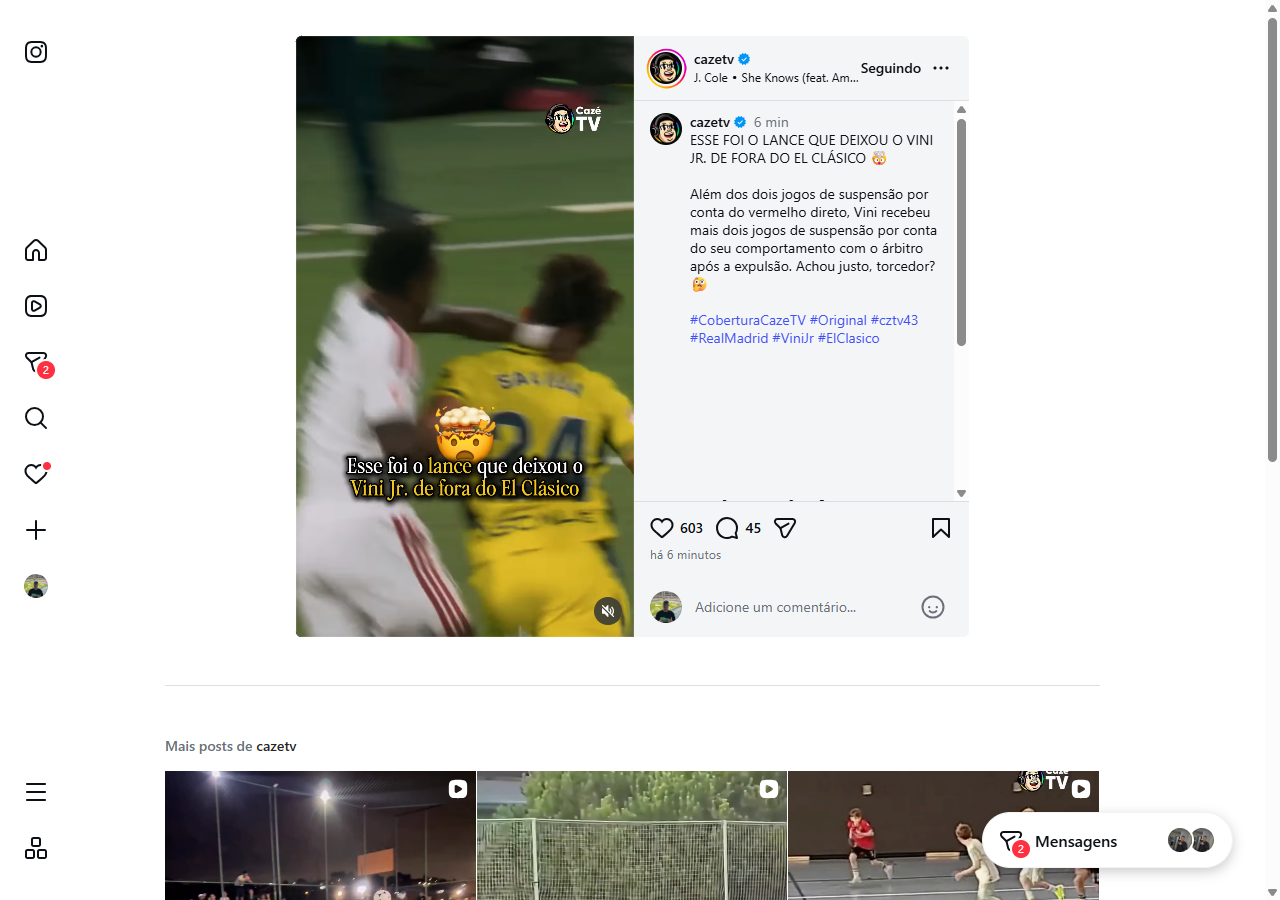 cazetv
J. Cole • She Knows (feat. Am...
Seguindo
Cazé
TV
cazetv 6 min
ESSE FOI O LANCE QUE DEIXOU O VINI
JR. DE FORA DO EL CLÁSICO 🤯
Além dos dois jogos de suspensão por
conta do vermelho direto, Vini recebeu
mais dois jogos de suspensão por conta
do seu comportamento com o árbitro
após a expulsão. Achou justo, torcedor?
🤔
#CoberturaCazeTV #Original #cztv43
#RealMadrid #ViniJr #ElClasico
24
Esse foi o lance que deixou o
Vini Jr. de fora do El Clásico
603
45
há 6 minutos
Adicione um comentário...
2
Mais posts de cazetv
Cazé
TV
2
Mensagens